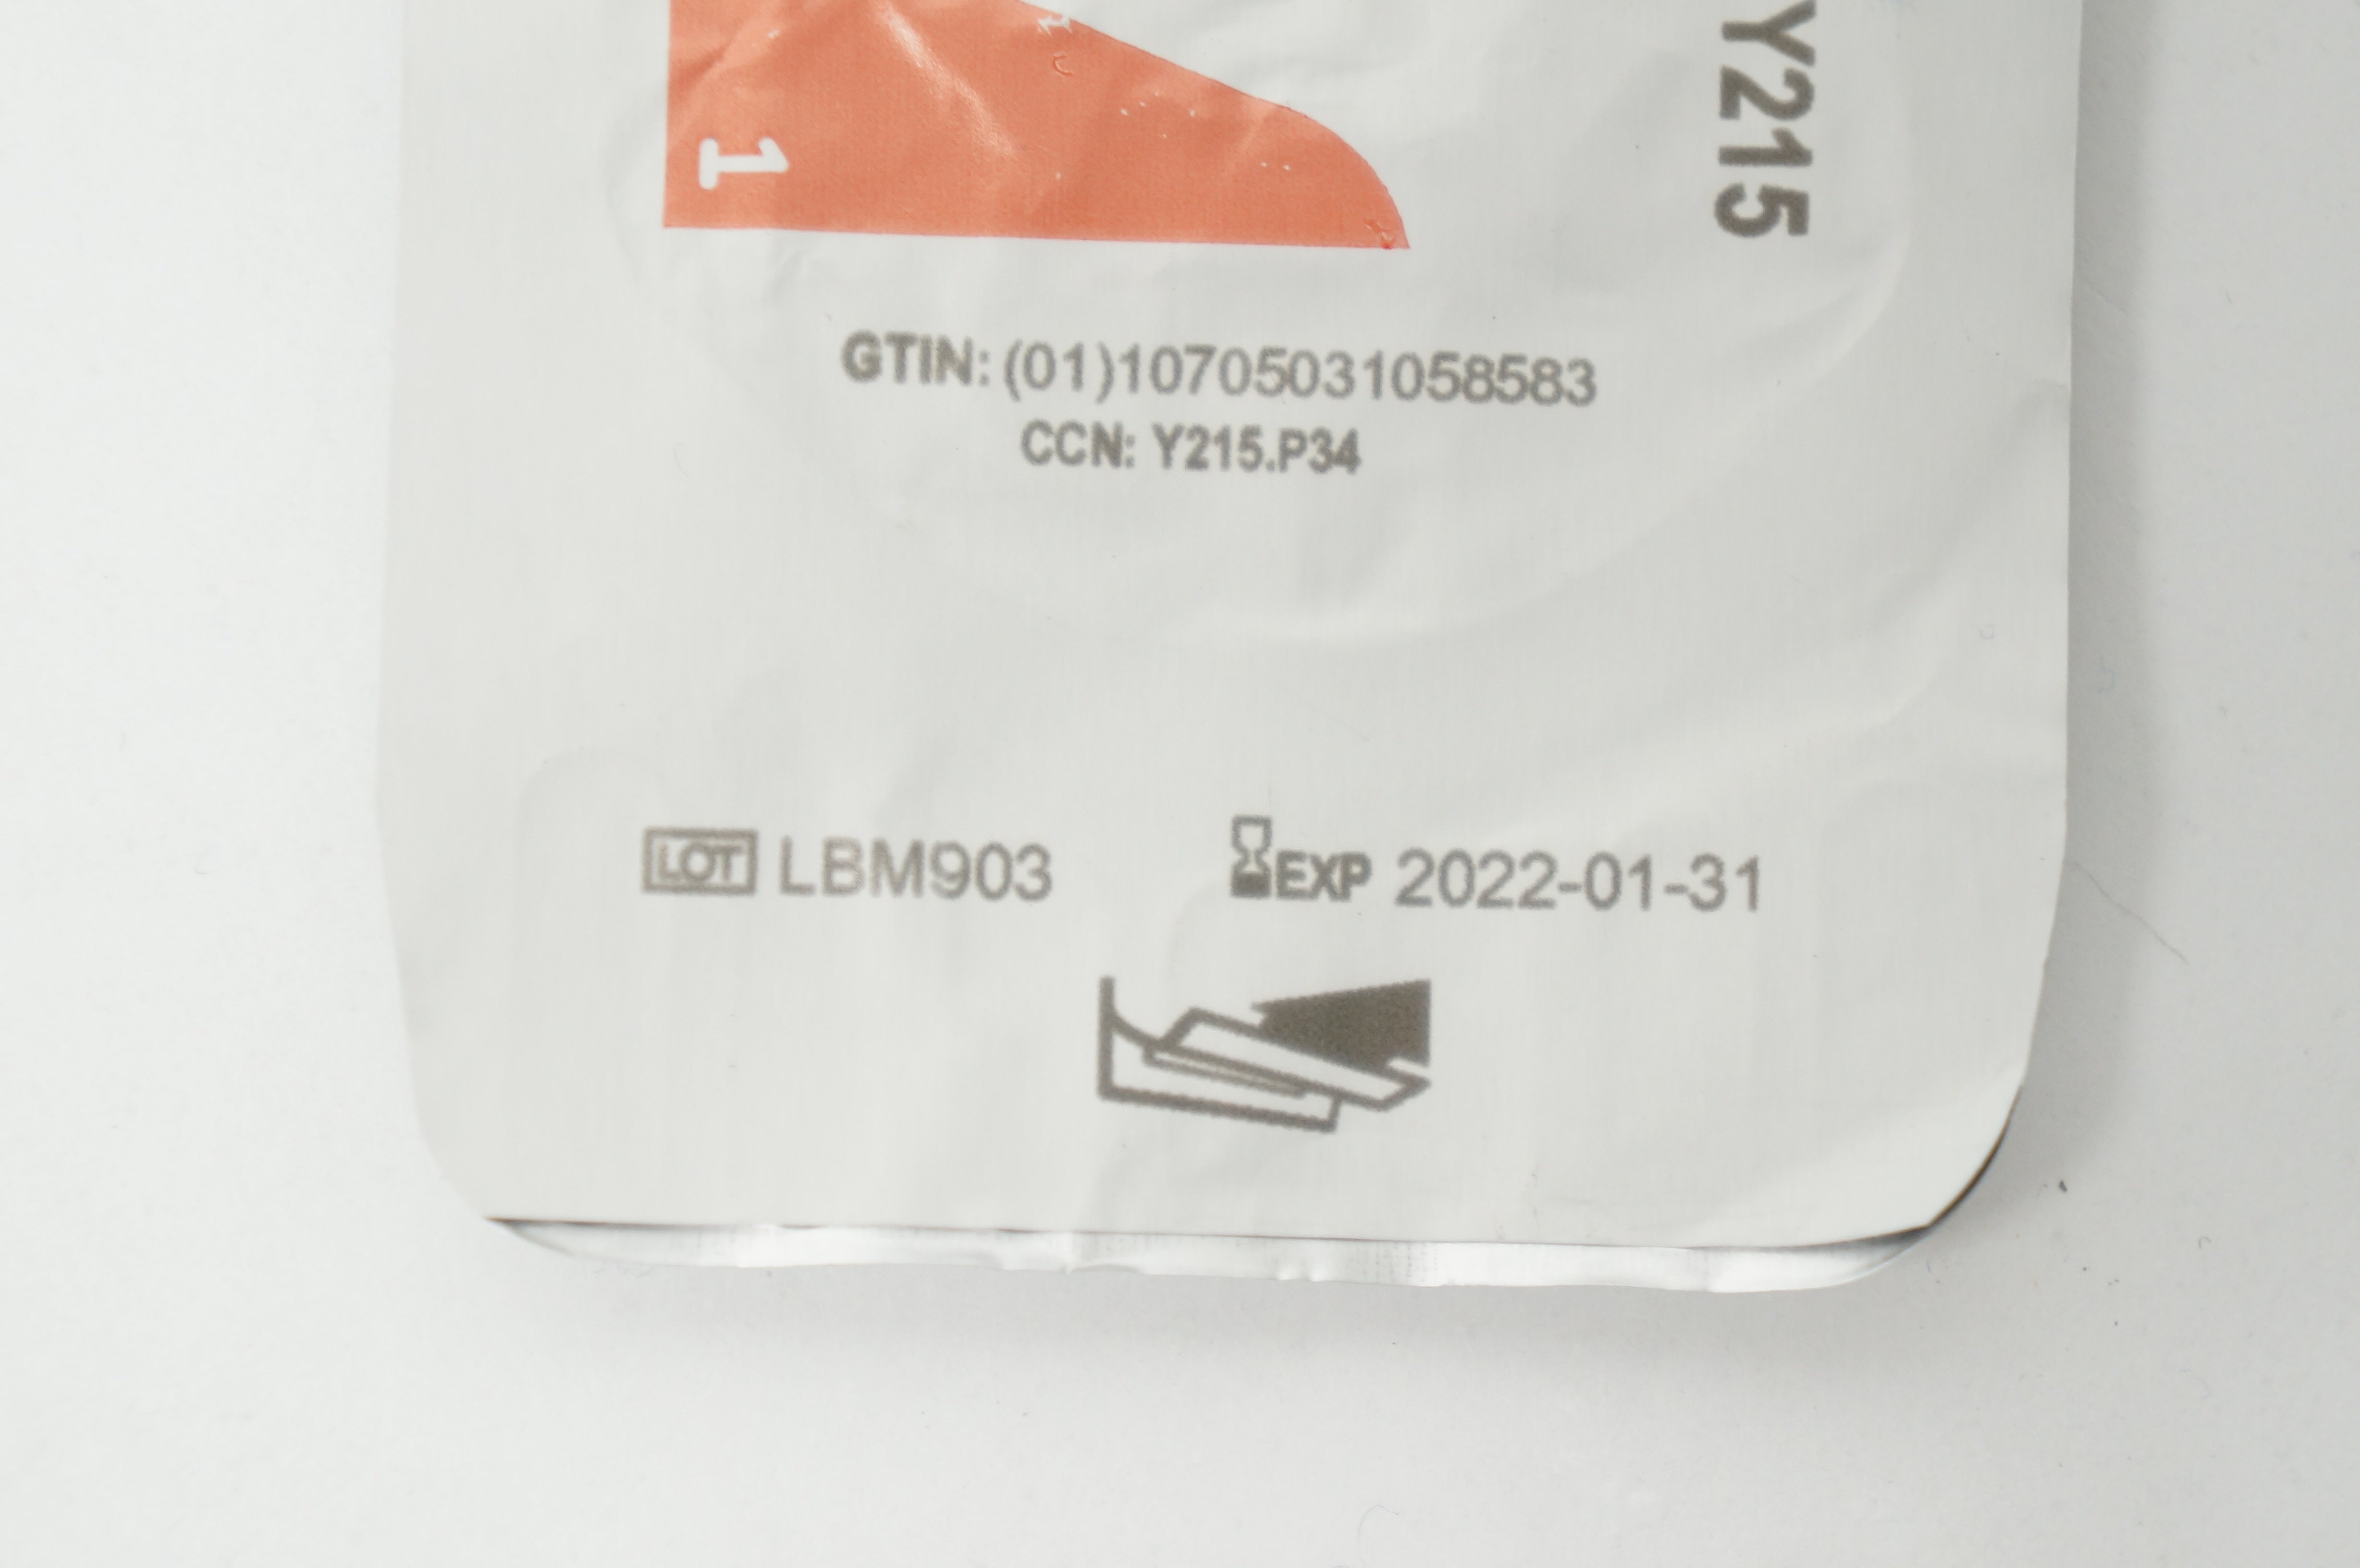 1
Y215
GTIN: (01)10705031058583
CCN: Y215.P34
LOT LBM903
EXP 2022-01-31